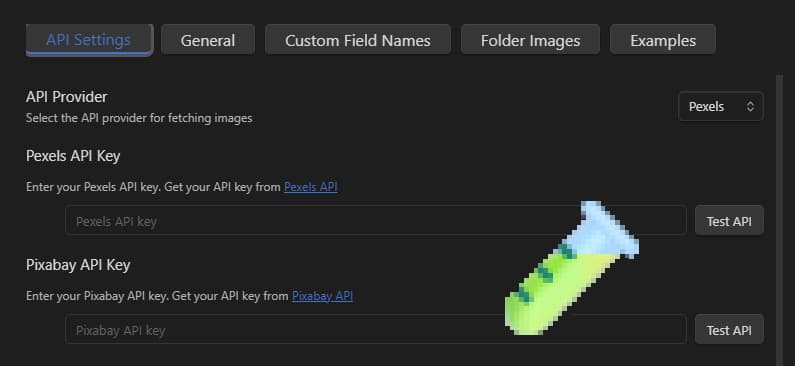 API Settings
General
Custom Field Names
Folder Images
Examples
API Provider
Select the API provider for fetching images
Pexels
Pexels API Key
Enter your Pexels API key. Get your API key from Pexels API
Pexels API key
Test API
Pixabay API Key
Enter your Pixabay API key. Get your API key from Pixabay API
Pixabay API key
Test API